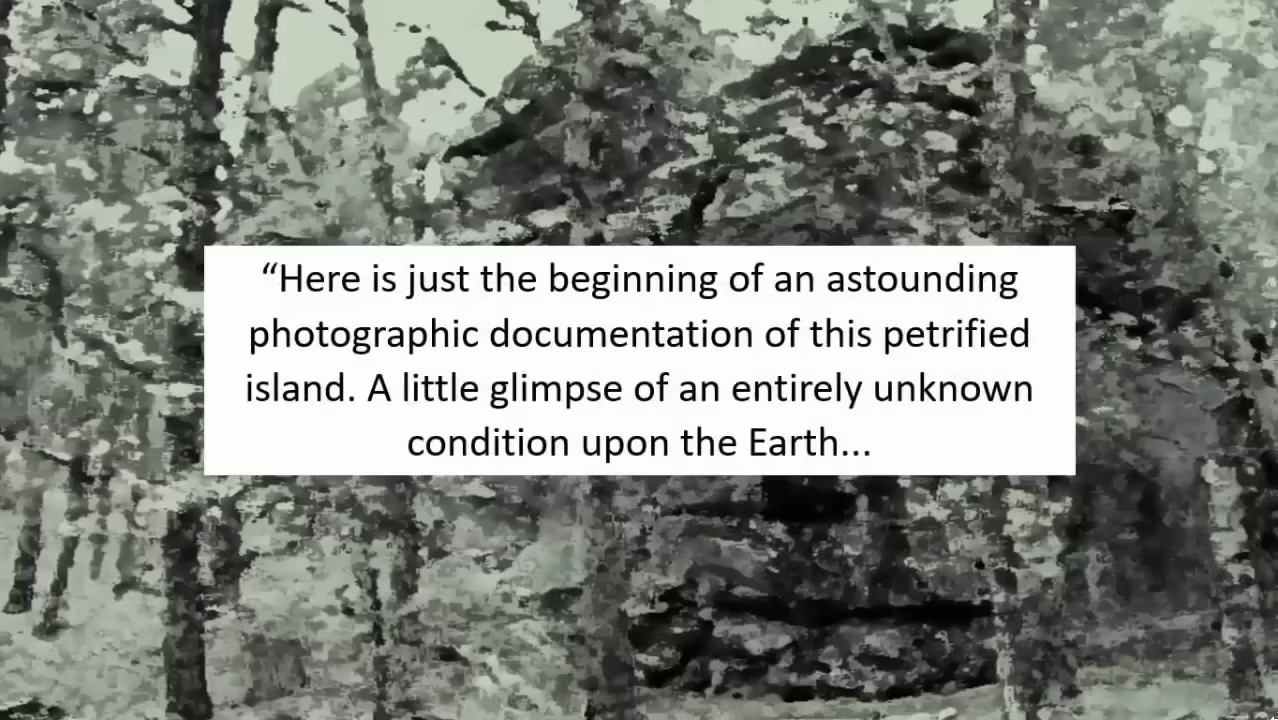 “Here is just the beginning of an astounding
photographic documentation of this petrified
island. A little glimpse of an entirely unknown
condition upon the Earth...